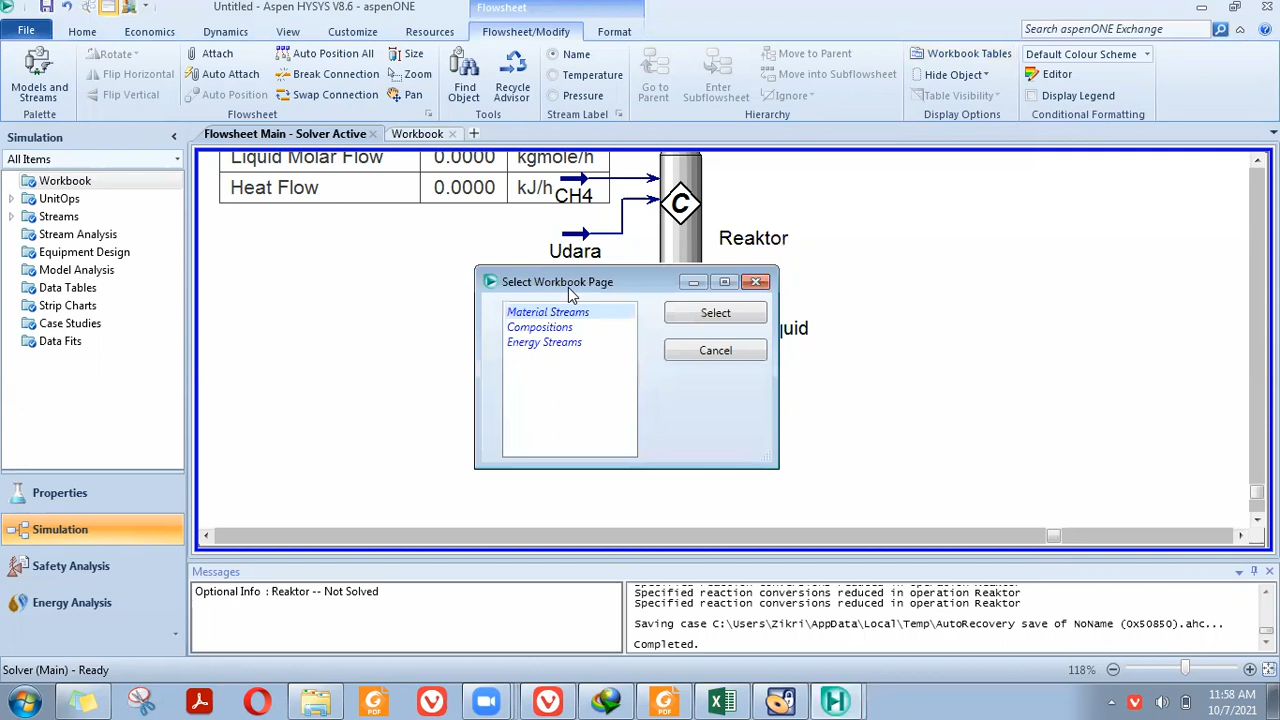 Untitled - Aspen HYSYS V8.6 - aspenONE
Flowsheet
File
Home
Economics
Dynamics
View
Customize
Resources
Flowsheet/Modify
Format
Search aspenONE Exchange
Models and Streams
Palette
Rotate
Flip Horizontal
Flip Vertical
Attach
Auto Attach
Auto Position
Auto Position All
Break Connection
Swap Connection
Size
Zoom
Pan
Flowsheet
Find Object
Recycle Advisor
Tools
Name
Temperature
Pressure
Stream Label
Go to Parent
Enter Subflowsheet
Move to Parent
Move into Subflowsheet
Ignore
Hierarchy
Workbook Tables
Hide Object
Table Visibility
Display Options
Default Colour Scheme
Editor
Display Legend
Conditional Formatting
Simulation
All Items
Workbook
UnitOps
Streams
Stream Analysis
Equipment Design
Model Analysis
Data Tables
Strip Charts
Case Studies
Data Fits
Properties
Simulation
Safety Analysis
Energy Analysis
Flowsheet Main - Solver Active
Workbook
Liquid Molar Flow 0.0000 kgmole/h
Heat Flow 0.0000 kJ/h
CH4
Udara
C
Reaktor
quid
Select Workbook Page
Material Streams
Compositions
Energy Streams
Select
Cancel
Messages
Optional Info : Reaktor -- Not Solved
Specified reaction conversions reduced in operation Reaktor
Specified reaction conversions reduced in operation Reaktor
Saving case C:\Users\Zikri\AppData\Local\Temp\AutoRecovery save of NoName (0x50850).ahc...
Completed.
Solver (Main) - Ready
118%
11:58 AM
10/7/2021